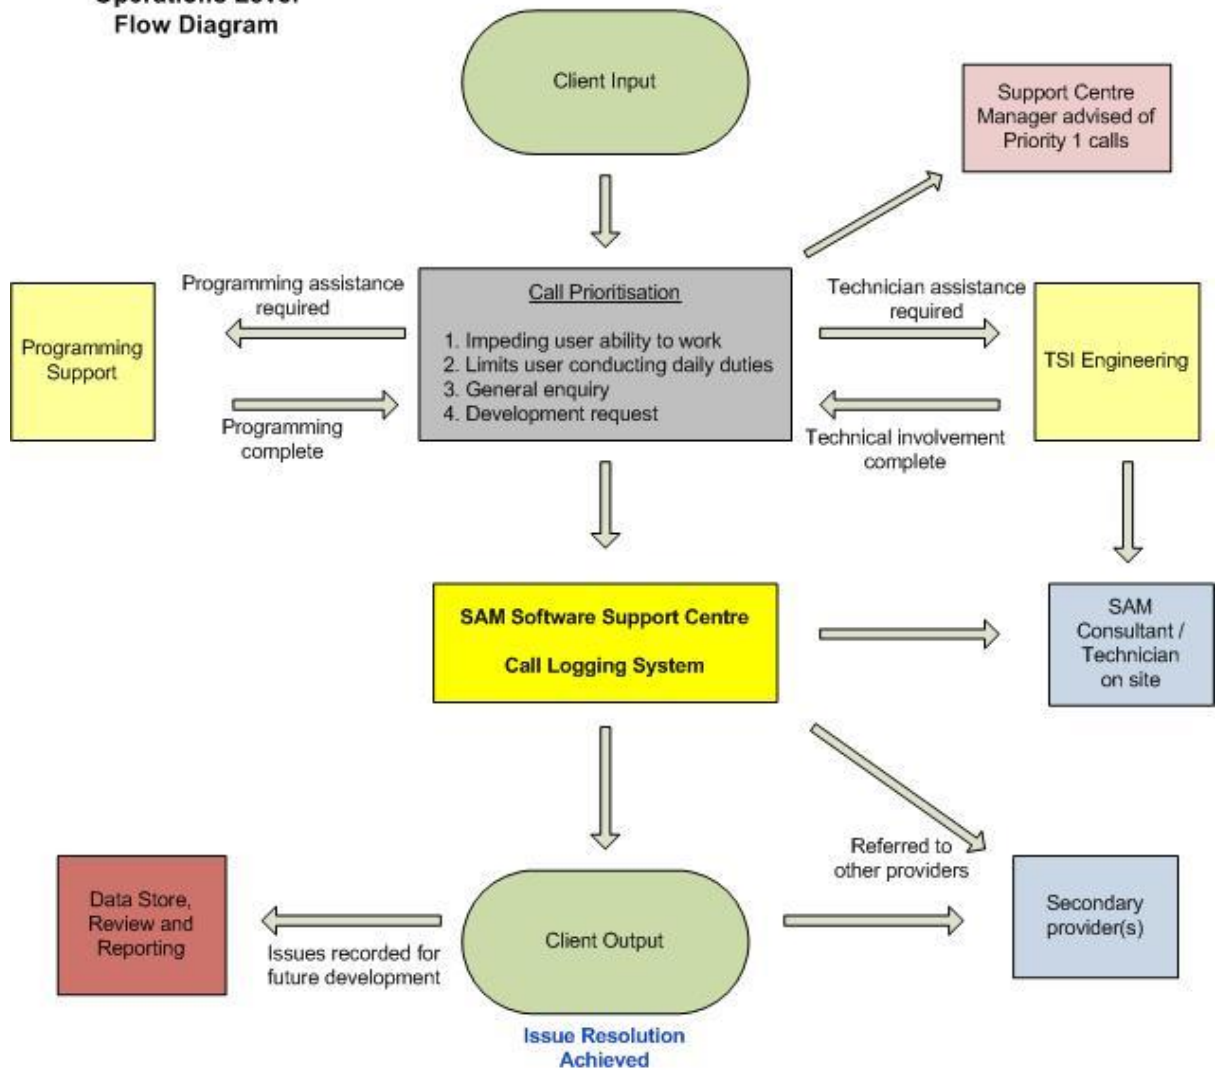 Operations Level
Flow Diagram
Client Input
Support Centre
Manager advised of
Priority 1 calls
Programming assistance
required
Call Prioritisation
Technician assistance
required
Programming
Support
1. Impeding user ability to work
2. Limits user conducting daily duties
3. General enquiry
4. Development request
TSI Engineering
Programming
complete
Technical involvement
complete
SAM Software Support Centre
Call Logging System
SAM
Consultant /
Technician
on site
Referred to
other providers
Data Store,
Review and
Reporting
Issues recorded for
future development
Client Output
Secondary
provider(s)
Issue Resolution
Achieved